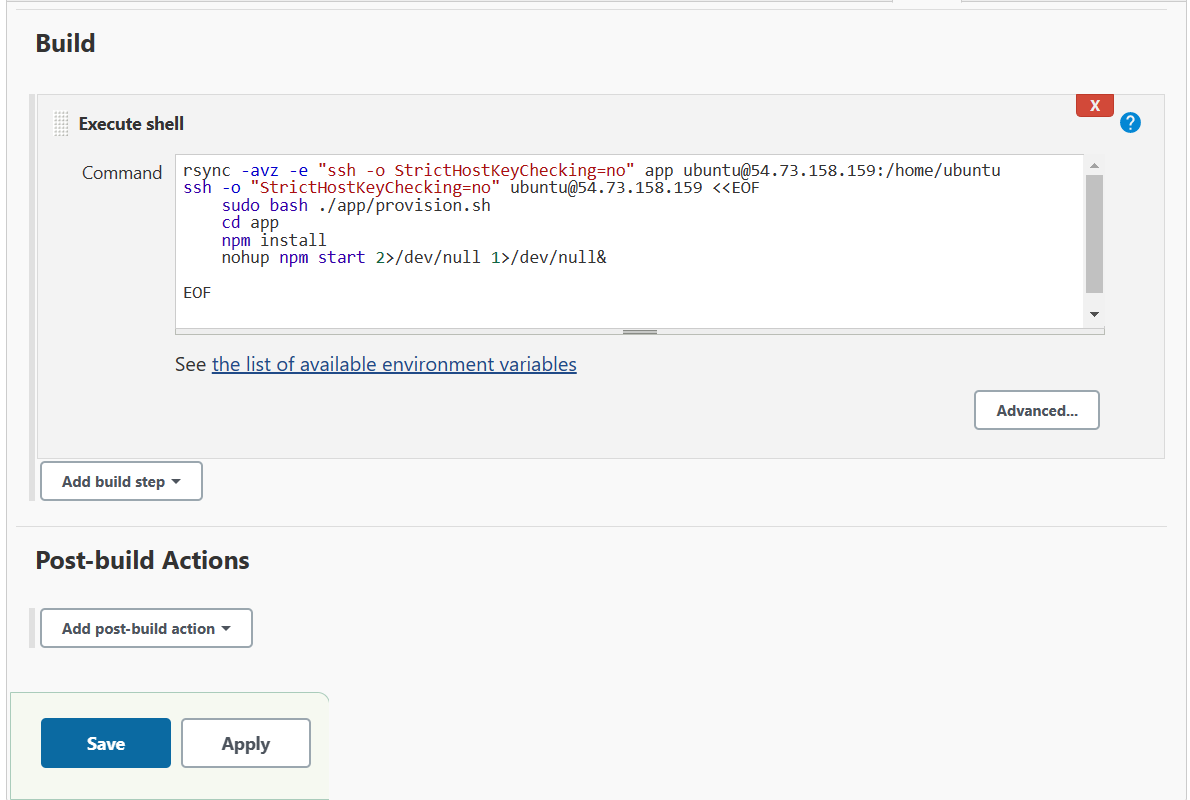 Build
X
Execute shell
?
Command
rsync -avz -e "ssh -o StrictHostKeyChecking=no" app ubuntu@54.73.158.159:/home/ubuntu
ssh -o "StrictHostKeyChecking=no" ubuntu@54.73.158.159 <<EOF
    sudo bash ./app/provision.sh
    cd app
    npm install
    nohup npm start 2>/dev/null 1>/dev/null&
EOF
See the list of available environment variables
Advanced...
Add build step
Post-build Actions
Add post-build action
Save
Apply